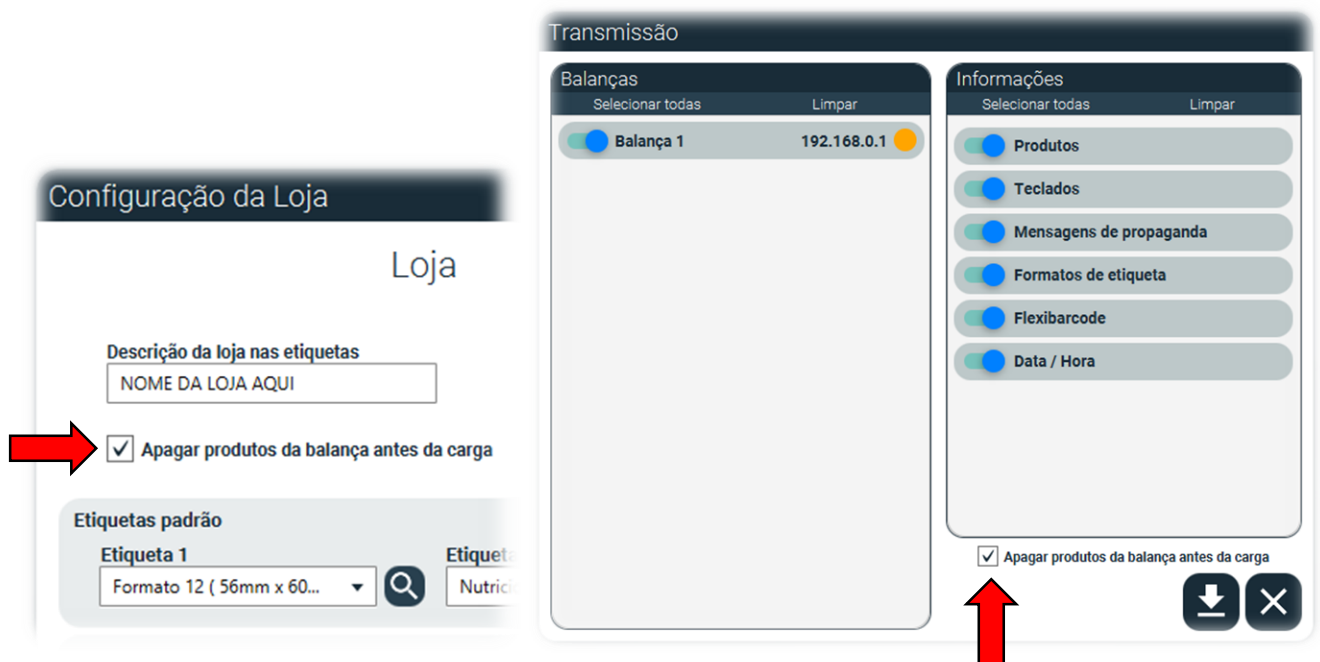 Configuração da Loja
Loja
Descrição da loja nas etiquetas
NOME DA LOJA AQUI
Apagar produtos da balança antes da carga
Etiquetas padrão
Etiqueta 1
Etiqueta
Formato 12 ( 56mm x 60...
Nutrici
Transmissão
Balanças
Selecionar todas Limpar
Balança 1 192.168.0.1
Informações
Selecionar todas Limpar
Produtos
Teclados
Mensagens de propaganda
Formatos de etiqueta
Flexibarcode
Data / Hora
Apagar produtos da balança antes da carga